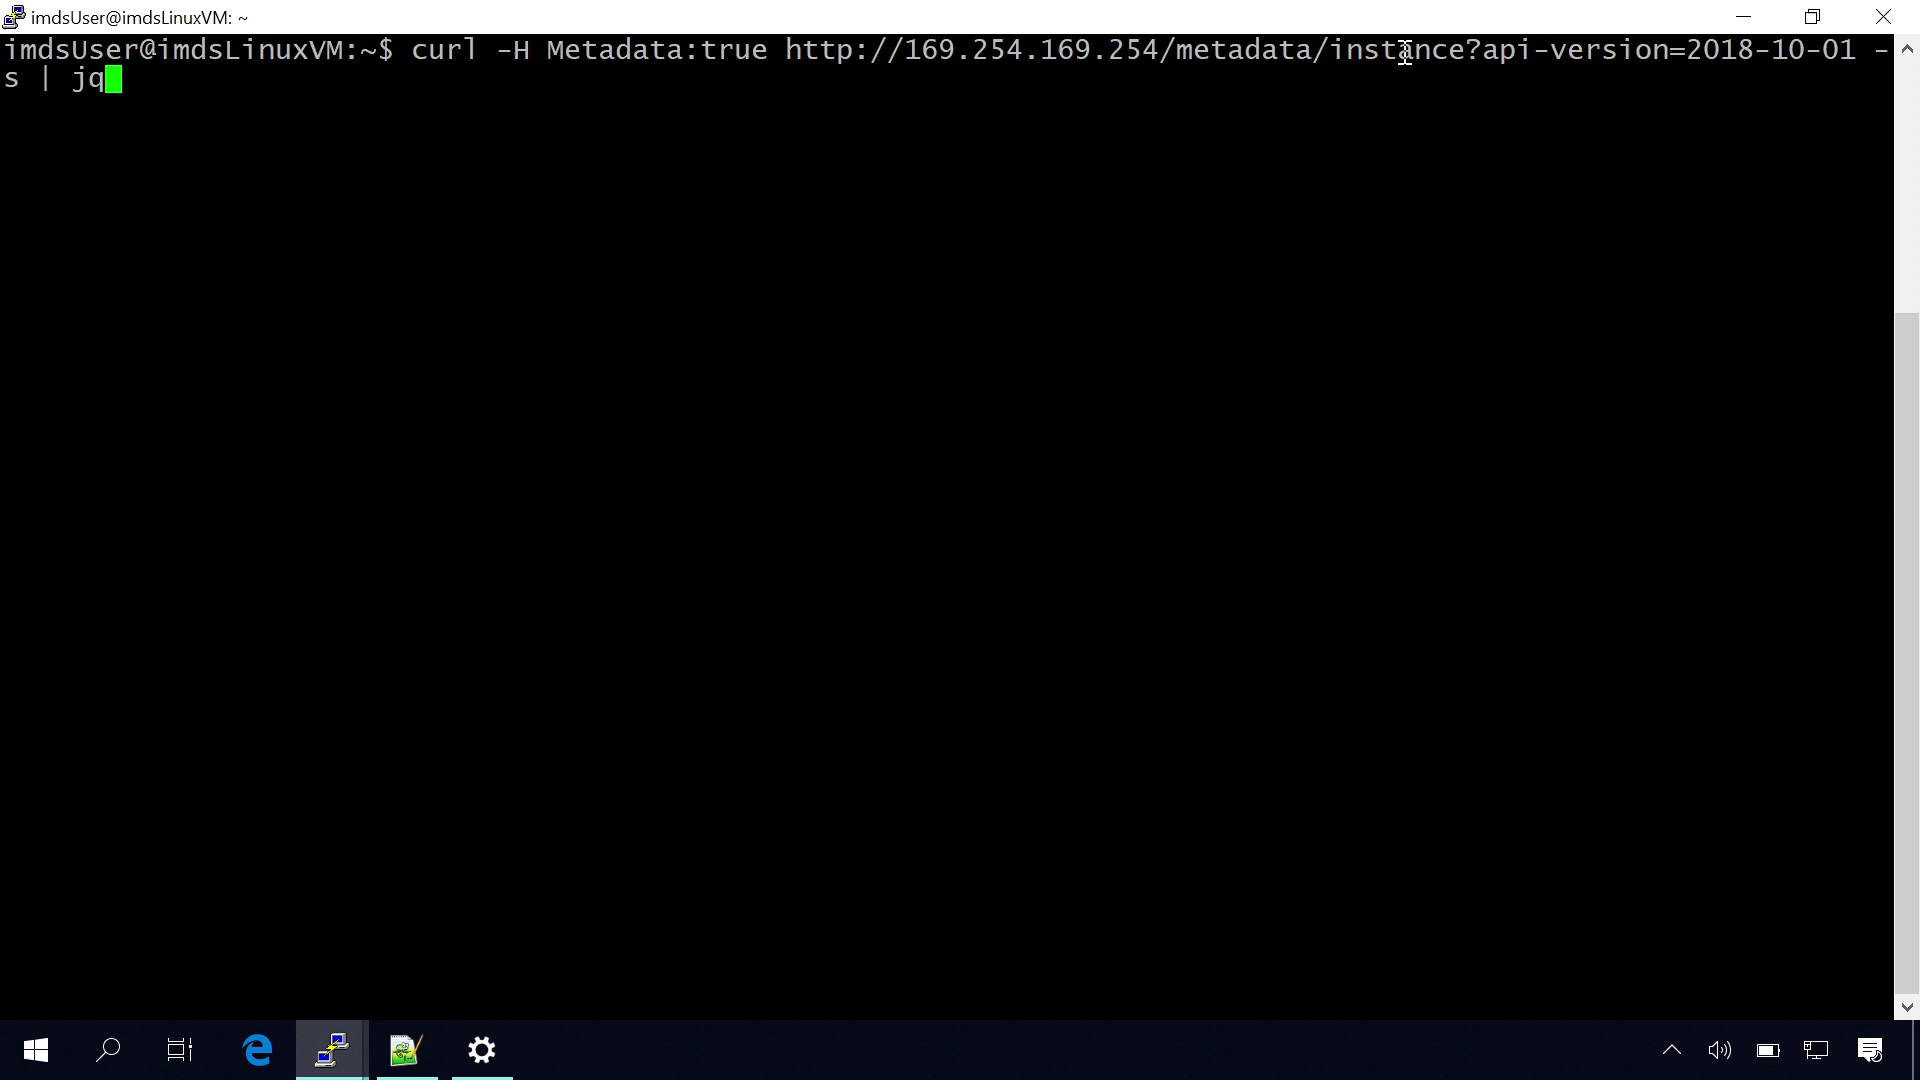 imdsUser@imdsLinuxVM: ~
imdsUser@imdsLinuxVM:~$ curl -H Metadata:true http://169.254.169.254/metadata/instance?api-version=2018-10-01 -
s | jq